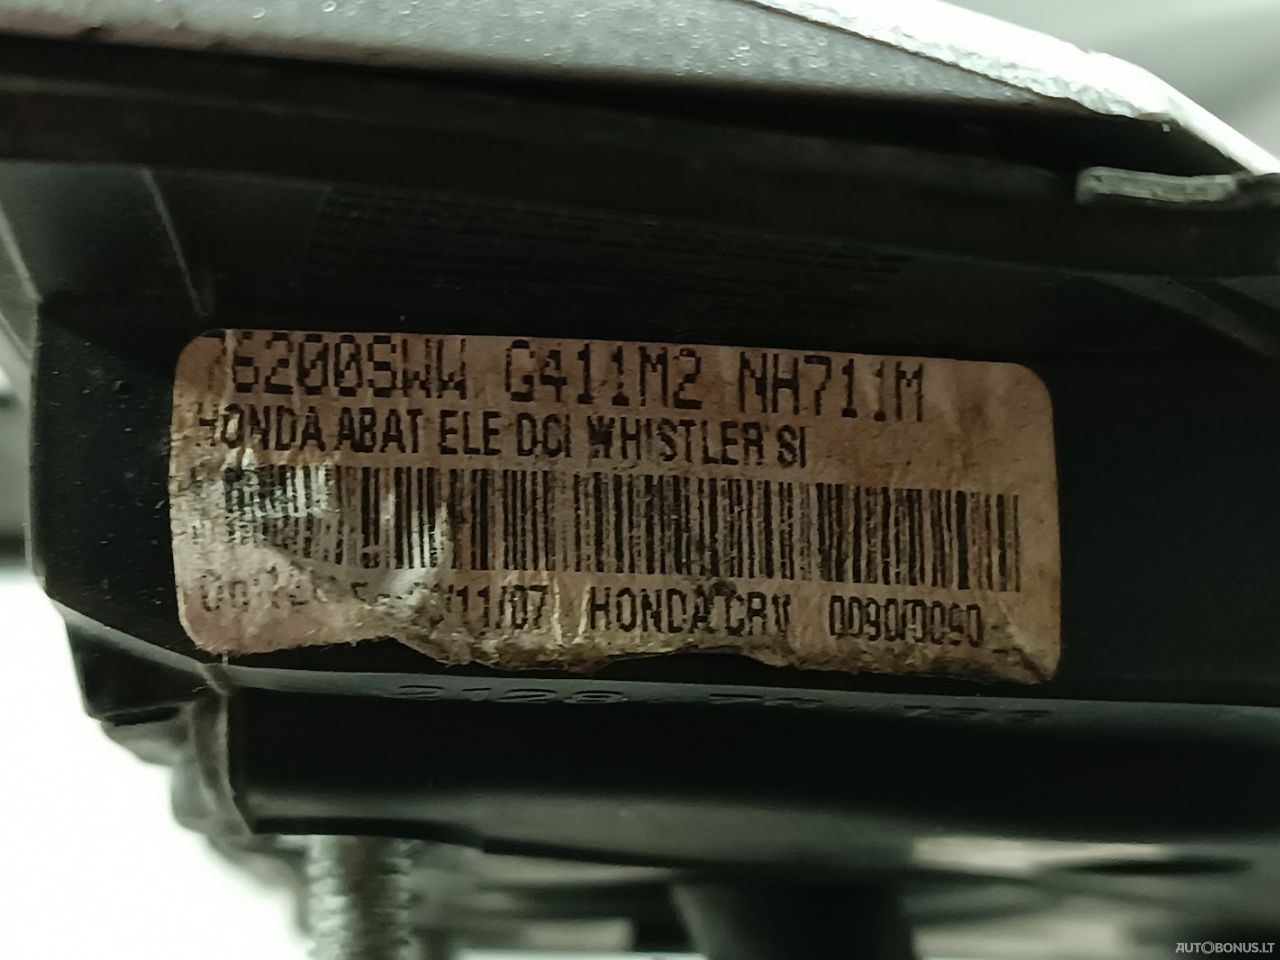 76200SWW G411M2 NH711M
HONDA ABAT ELE DCI WHISTLER SI
/11/07 HONDA CRV 0090/0090
AUTOBONUS.LT